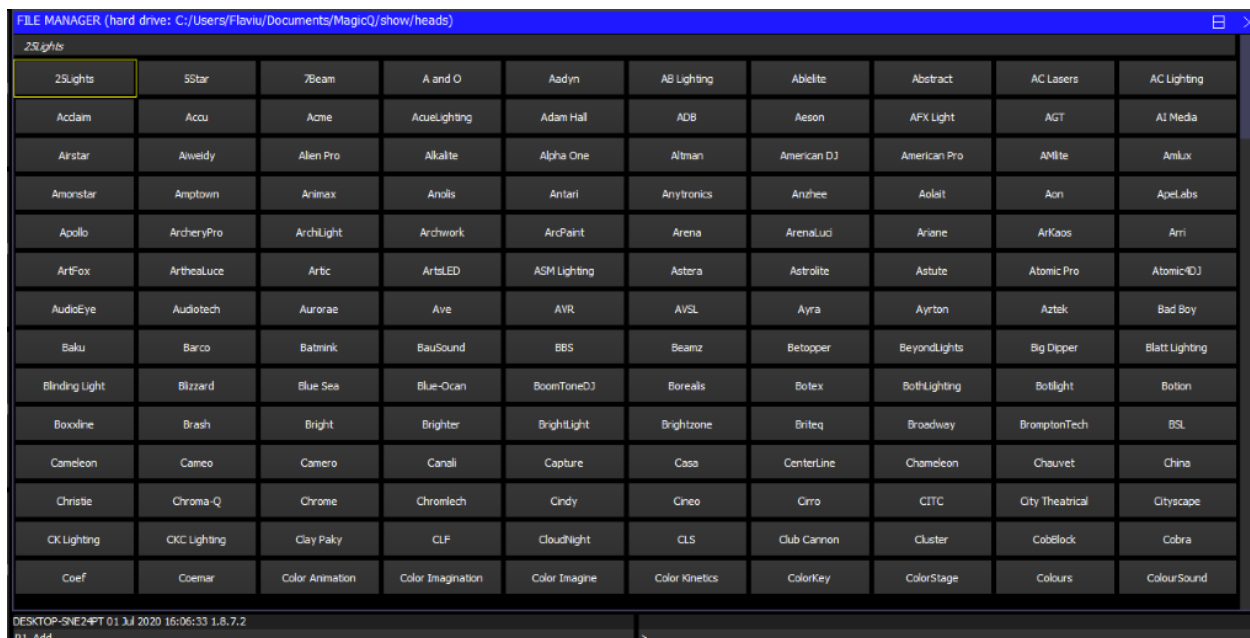 FILE MANAGER (hard drive: C:/Users/Flaviu/Documents/MagicQ/show/heads)
25Lights
25Lights 5Star 7Beam A and O Aadyn AB Lighting Ablelite Abstract AC Lasers AC Lighting
Acclaim Accu Acme AcueLighting Adam Hall ADB Aeson AFX Light AGT AI Media
Airstar Aiweidy Alien Pro Alkalite Alpha One Altman American DJ American Pro AMlite Amlux
Amonstar Amptown Animax Anolis Antari Anytronics Anzhee Aolait Aon ApeLabs
Apollo ArcheryPro ArchiLight Archwork ArcPaint Arena ArenaLuci Ariane ArKaos Arri
ArtFox ArtheaLuce Artic ArtsLED ASM Lighting Astera Astrolite Astute Atomic Pro Atomic4DJ
AudioEye Audiotech Aurorae Ave AVR AVSL Ayra Ayrton Aztek Bad Boy
Baku Barco Batmink BauSound BBS Beamz Betopper BeyondLights Big Dipper Blatt Lighting
Blinding Light Blizzard Blue Sea Blue-Ocan BoomToneDJ Borealis Botex BothLighting Botilight Botion
Boxxline Brash Bright Brighter BrightLight Brightzone Briteq Broadway BromptonTech BSL
Cameleon Cameo Camero Canali Capture Casa CenterLine Chameleon Chauvet China
Christie Chroma-Q Chrome Chromlech Cindy Cineo Cirro CITC City Theatrical Cityscape
CK Lighting CKC Lighting Clay Paky CLF CloudNight CLS Club Cannon Cluster CobBlock Cobra
Coef Coemar Color Animation Color Imagination Color Imagine Color Kinetics ColorKey ColorStage Colours ColourSound
DESKTOP-SNE24PT 01 Jul 2020 16:06:33 1.8.7.2